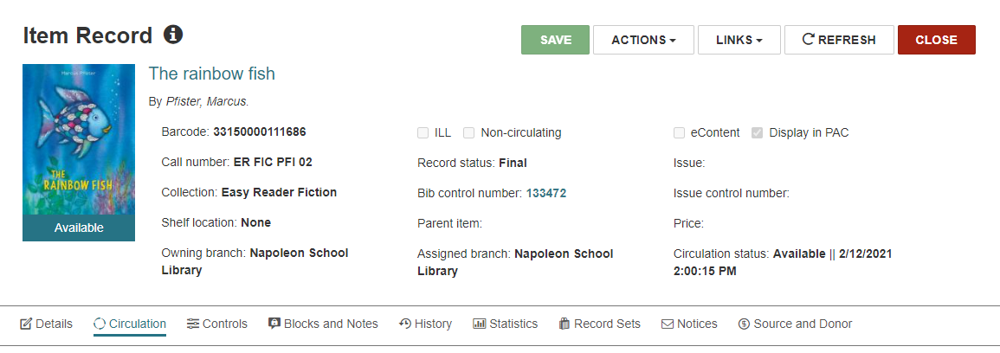 Item Record
SAVE
ACTIONS
LINKS
REFRESH
CLOSE
Marcus Pfister
THE
RAINBOW FISH
Available
The rainbow fish
By Pfister, Marcus.
Barcode: 33150000111686
ILL
Non-circulating
eContent
Display in PAC
Call number: ER FIC PFI 02
Record status: Final
Issue:
Collection: Easy Reader Fiction
Bib control number: 133472
Issue control number:
Shelf location: None
Parent item:
Price:
Owning branch: Napoleon School
Library
Assigned branch: Napoleon School
Library
Circulation status: Available || 2/12/2021
2:00:15 PM
Details
Circulation
Controls
Blocks and Notes
History
Statistics
Record Sets
Notices
Source and Donor